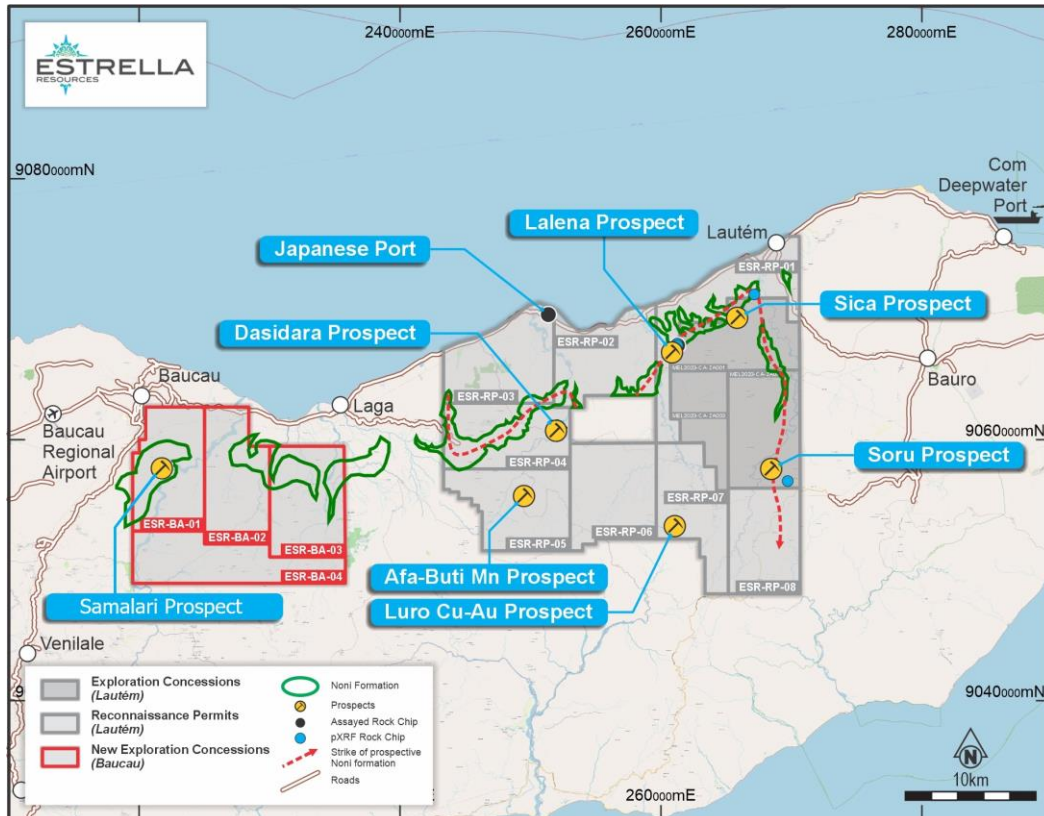 ESTRELLA
RESOURCES
240000mE
260000mE
280000mE
9080000mN
Com
Deepwater
Port
Lautém
Lalena Prospect
Japanese Port
ESR-RP-01
Sica Prospect
Dasidara Prospect
ESR-RP-02
Baucau
ESR-RP-03
Bauro
Laga
Baucau
Regional
Airport
9060000mN
ESR-RP-04
Soru Prospect
ESR-BA-01
ESR-BA-02
ESR-BA-03
ESR-BA-04
ESR-RP-05
ESR-RP-06
ESR-RP-07
ESR-RP-08
Samalari Prospect
Afa-Buti Mn Prospect
Luro Cu-Au Prospect
Venilale
Exploration Concessions
(Lautém)
Reconnaissance Permits
(Lautém)
New Exploration Concessions
(Baucau)
Noni Formation
Prospects
Assayed Rock Chip
pXRF Rock Chip
Strike of prospective
Noni formation
Roads
9040000mN
N
10km
260000mE